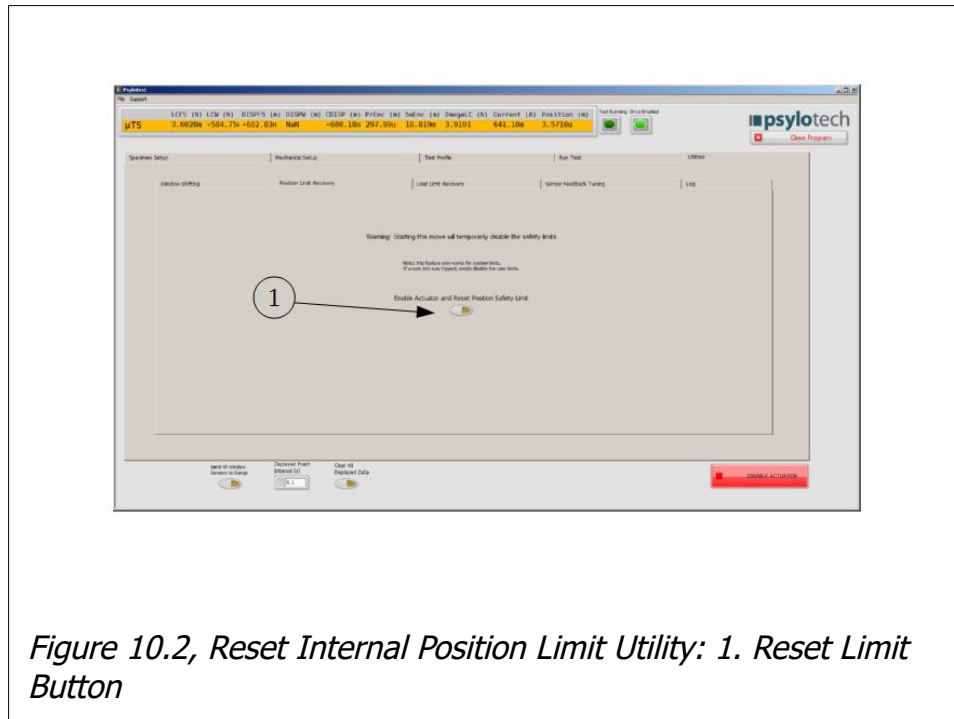 Psylotest
File Support
LCFS (N) LCW (N) DISPFS (m) DISPW (m) CDISP (m) PrEnc (m) SeEnc (m) OmegaLC (N) Current (A) Position (m)
Test Running Drive Enabled
µTS 3.6028m -504.75n -602.83n NaN -600.18n 297.89u 18.819m 3.9191 641.10m 3.5710u
psylotech
Close Program
Specimen Setup Mechanical Setup Test Profile Run Test Utilities
Window Shifting Position Limit Recovery Load Limit Recovery Sensor Feedback Tuning Log
Warning: Starting this move will temporarily disable the safety limits
Note: this feature only works for system limits.
If a user limit was tripped, simply disable the user limits.
Enable Actuator and Reset Position Safety Limit
1
Send All Window
Sensors to Range
Displayed Point
Interval (s)
0.1
Clear All
Displayed Data
DISABLE ACTUATOR
Figure 10.2, Reset Internal Position Limit Utility: 1. Reset Limit
Button